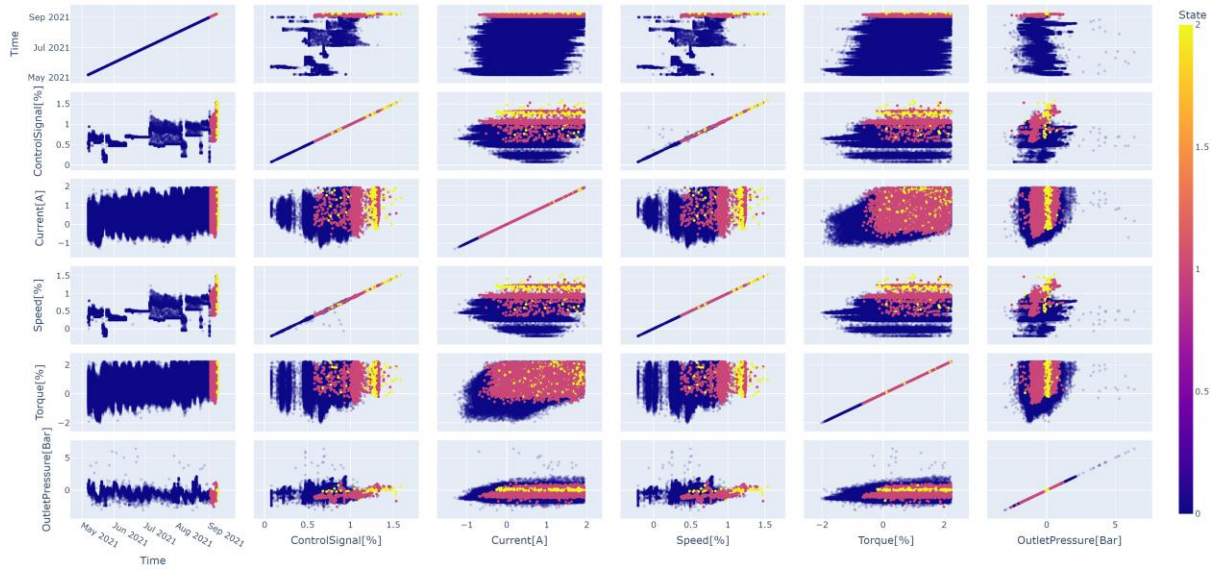 State
Time
Sep 2021
Jul 2021
May 2021
2
ControlSignal[%]
1.5
1
0.5
0
1.5
Current[A]
2
1
0
−1
1
Speed[%]
1.5
1
0.5
0
Torque[%]
2
0
−2
0.5
OutletPressure[Bar]
5
0
0
May 2021
Jun 2021
Jul 2021
Aug 2021
Sep 2021
0
0.5
1
1.5
−1
0
1
2
0
0.5
1
1.5
−2
0
2
0
5
Time
ControlSignal[%]
Current[A]
Speed[%]
Torque[%]
OutletPressure[Bar]